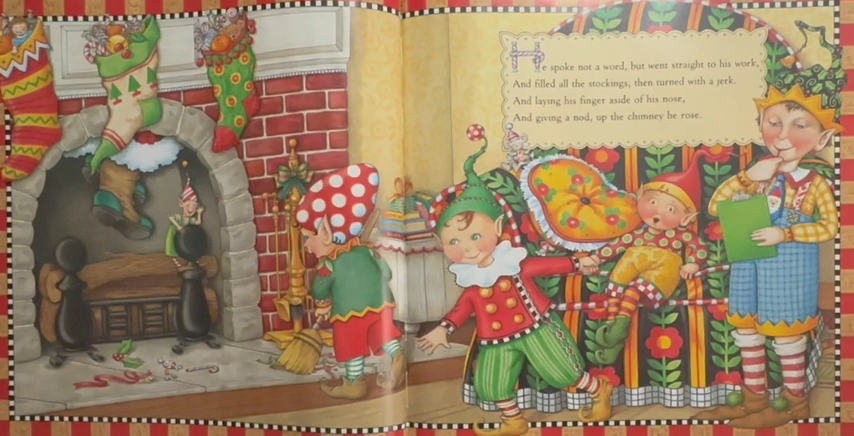 He spoke not a word, but went straight to his work,
And filled all the stockings, then turned with a jerk.
And laying his finger aside of his nose,
And giving a nod, up the chimney he rose.